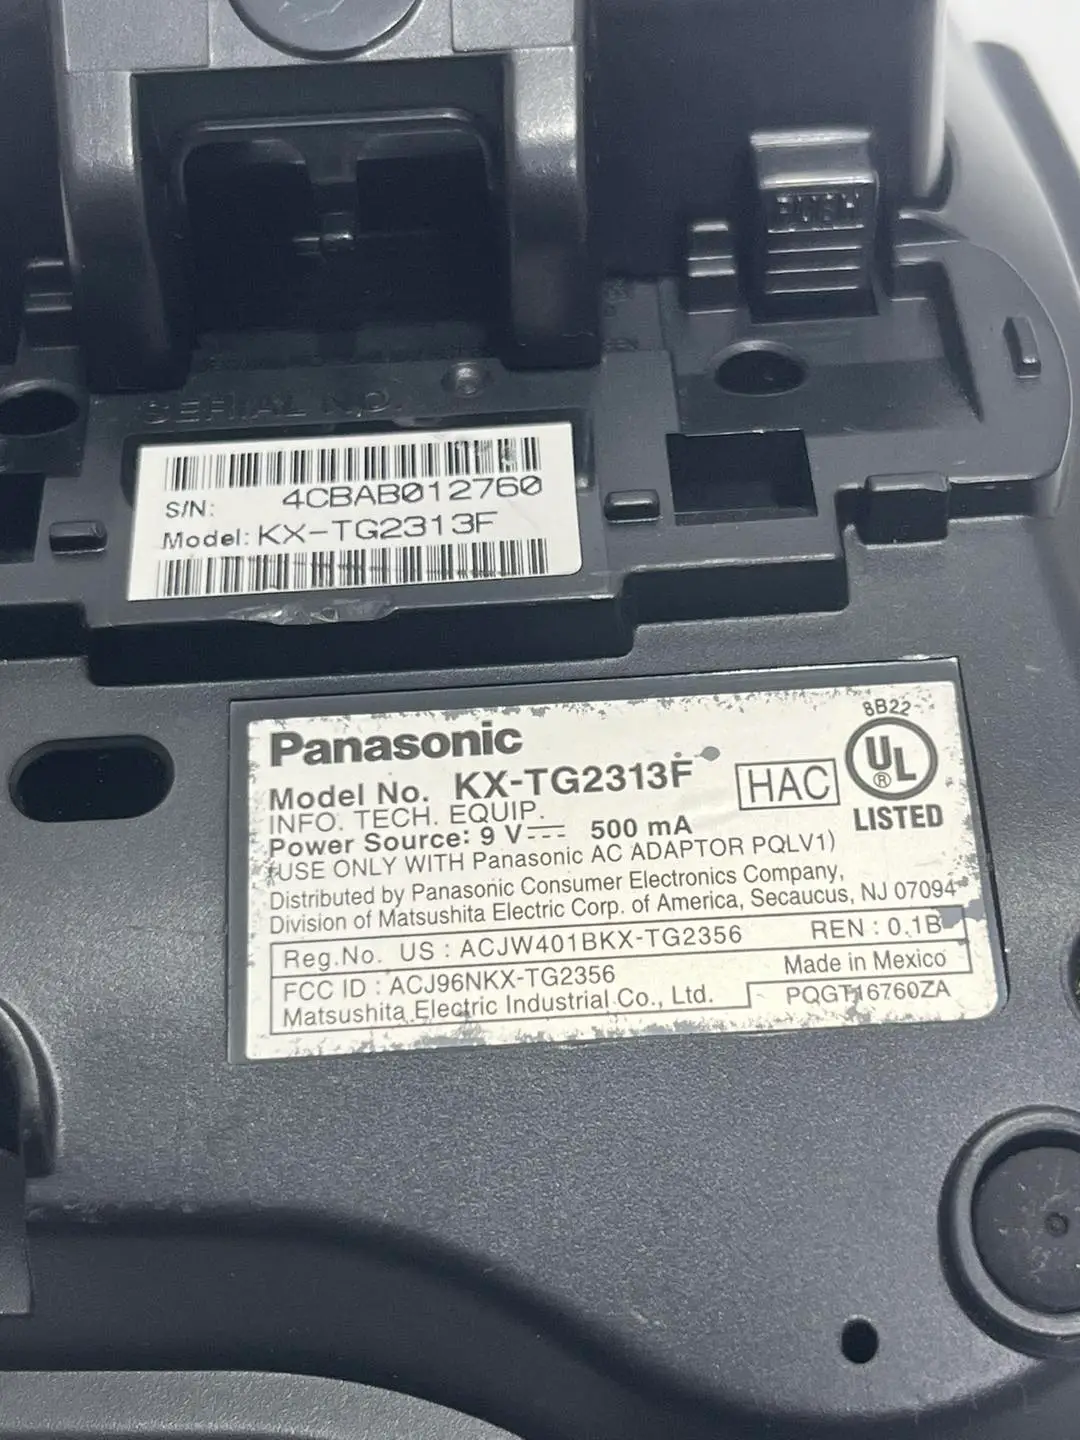 PUSH
SERIAL NO.
S/N: 4CBAB012760
Model: KX-TG2313F
Panasonic
8B22
Model No. KX-TG2313F
HAC
UL
®
LISTED
INFO. TECH. EQUIP.
Power Source: 9 V 500 mA
(USE ONLY WITH Panasonic AC ADAPTOR PQLV1)
Distributed by Panasonic Consumer Electronics Company,
Division of Matsushita Electric Corp. of America, Secaucus, NJ 07094
Reg.No. US : ACJW401BKX-TG2356 REN : 0.1B
FCC ID : ACJ96NKX-TG2356 Made in Mexico
Matsushita Electric Industrial Co., Ltd. PQGT16760ZA